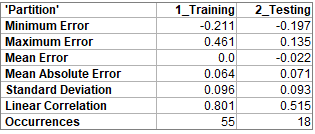 'Partition' 1_Training 2_Testing
Minimum Error -0.211 -0.197
Maximum Error 0.461 0.135
Mean Error 0.0 -0.022
Mean Absolute Error 0.064 0.071
Standard Deviation 0.096 0.093
Linear Correlation 0.801 0.515
Occurrences 55 18